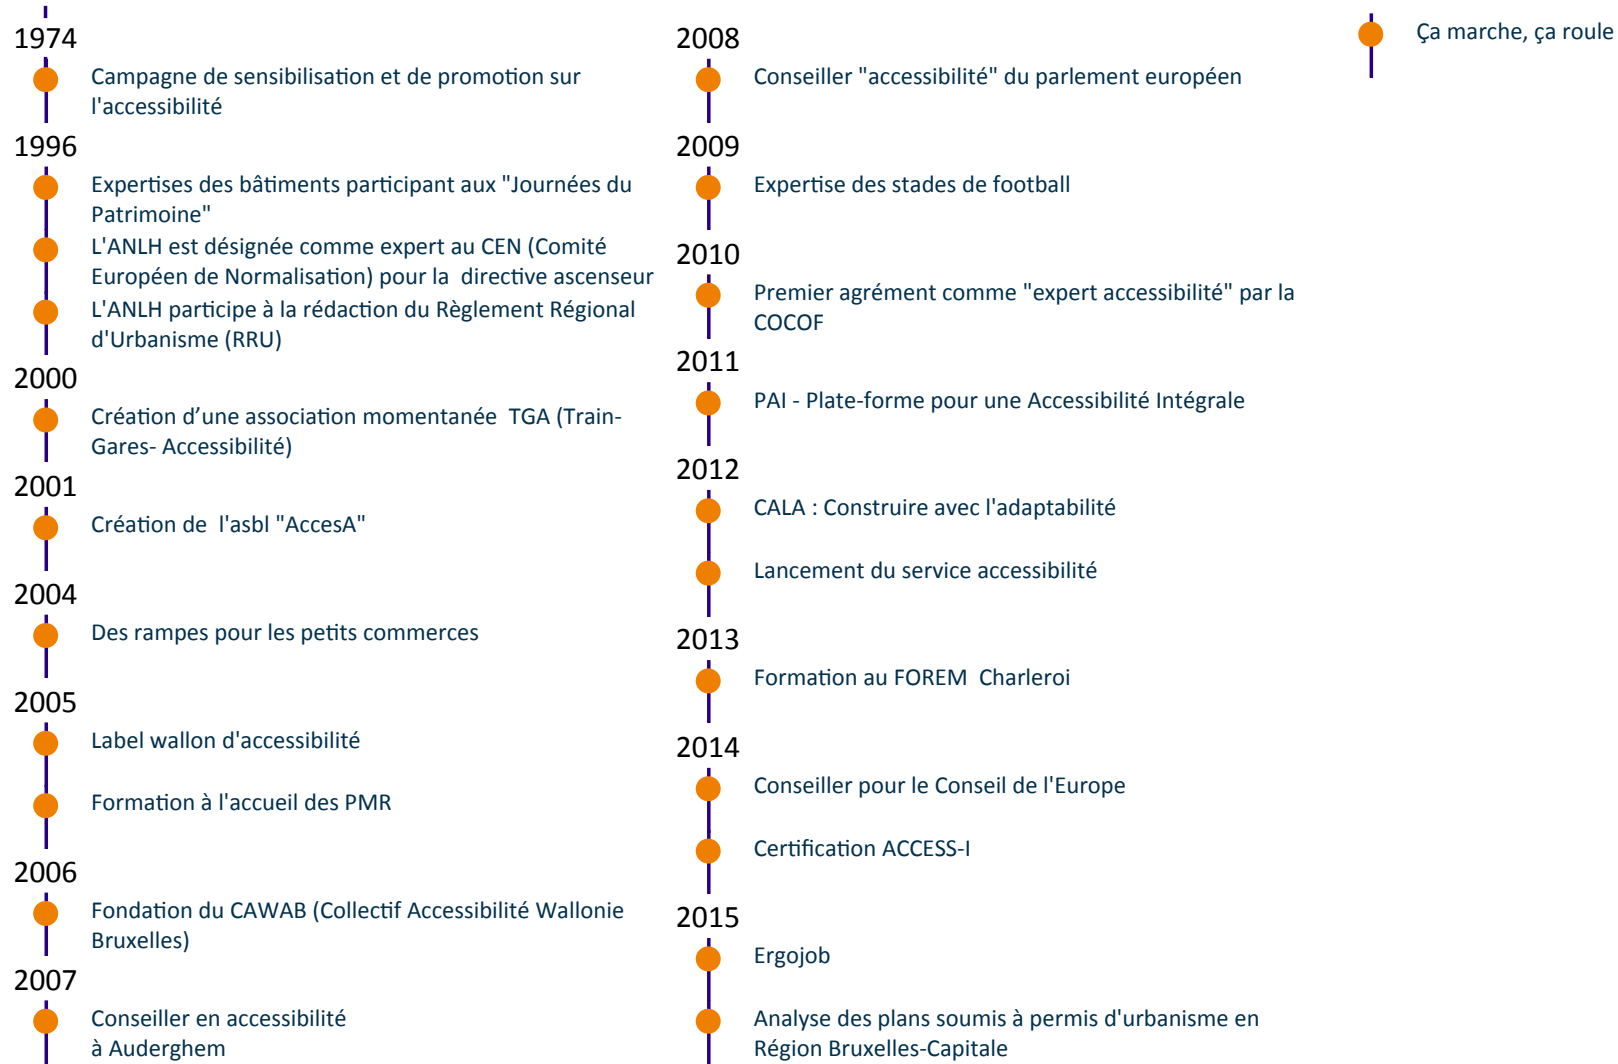 1974
Campagne de sensibilisation et de promotion sur
l'accessibilité
1996
Expertises des bâtiments participant aux "Journées du
Patrimoine"
L'ANLH est désignée comme expert au CEN (Comité
Européen de Normalisation) pour la directive ascenseur
L'ANLH participe à la rédaction du Règlement Régional
d'Urbanisme (RRU)
2000
Création d’une association momentanée TGA (Train-
Gares- Accessibilité)
2001
Création de l'asbl "AccesA"
2004
Des rampes pour les petits commerces
2005
Label wallon d'accessibilité
Formation à l'accueil des PMR
2006
Fondation du CAWAB (Collectif Accessibilité Wallonie
Bruxelles)
2007
Conseiller en accessibilité
à Auderghem
2008
Conseiller "accessibilité" du parlement européen
2009
Expertise des stades de football
2010
Premier agrément comme "expert accessibilité" par la
COCOF
2011
PAI - Plate-forme pour une Accessibilité Intégrale
2012
CALA : Construire avec l'adaptabilité
Lancement du service accessibilité
2013
Formation au FOREM Charleroi
2014
Conseiller pour le Conseil de l'Europe
Certification ACCESS-I
2015
Ergojob
Analyse des plans soumis à permis d'urbanisme en
Région Bruxelles-Capitale
Ça marche, ça roule